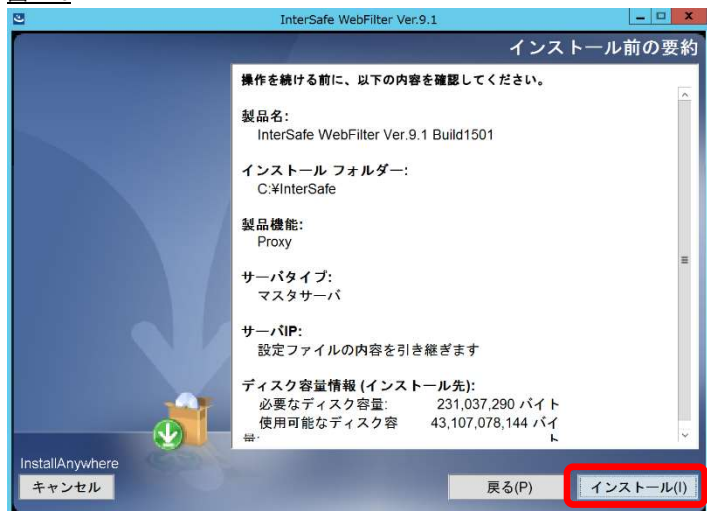 InterSafe WebFilter Ver.9.1
インストール前の要約
操作を続ける前に、以下の内容を確認してください。
製品名:
InterSafe WebFilter Ver.9.1 Build1501
インストール フォルダー:
C:¥InterSafe
製品機能:
Proxy
サーバタイプ:
マスタサーバ
サーバIP:
設定ファイルの内容を引き継ぎます
ディスク容量情報 (インストール先):
必要なディスク容量: 231,037,290 バイト
使用可能なディスク容 43,107,078,144 バイ
量: ト
InstallAnywhere
キャンセル
戻る(P)
インストール(I)